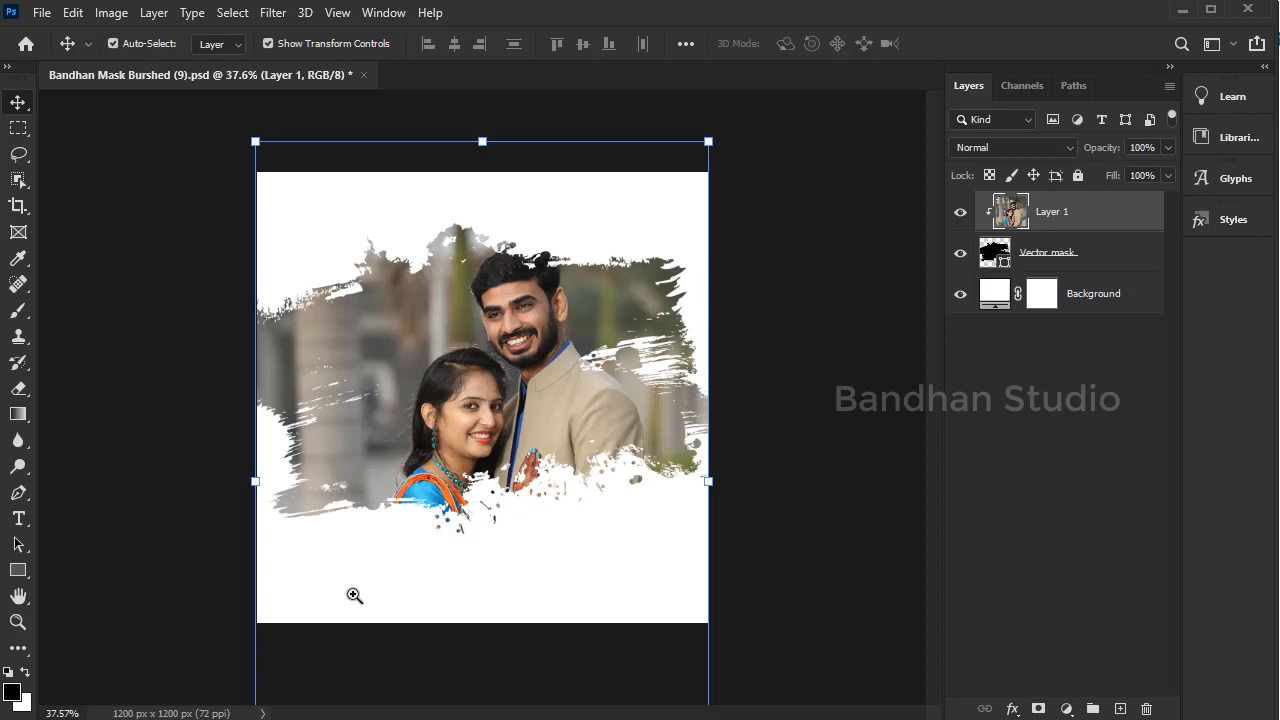 Ps File Edit Image Layer Type Select Filter 3D View Window Help
Auto-Select: Layer Show Transform Controls 3D Mode:
Bandhan Mask Burshed (9).psd @ 37.6% (Layer 1, RGB/8) *
Layers Channels Paths
Learn
Kind
Librari...
Normal Opacity: 100%
Lock: Fill: 100%
Glyphs
Layer 1
Styles
Vector mask
Background
Bandhan Studio
37.57% 1200 px x 1200 px (72 ppi)